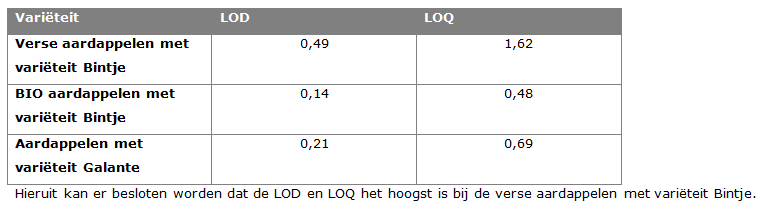 Variëteit LOD LOQ
Verse aardappelen met 0,49 1,62
variëteit Bintje
BIO aardappelen met 0,14 0,48
variëteit Bintje
Aardappelen met 0,21 0,69
variëteit Galante
Hieruit kan er besloten worden dat de LOD en LOQ het hoogst is bij de verse aardappelen met variëteit Bintje.